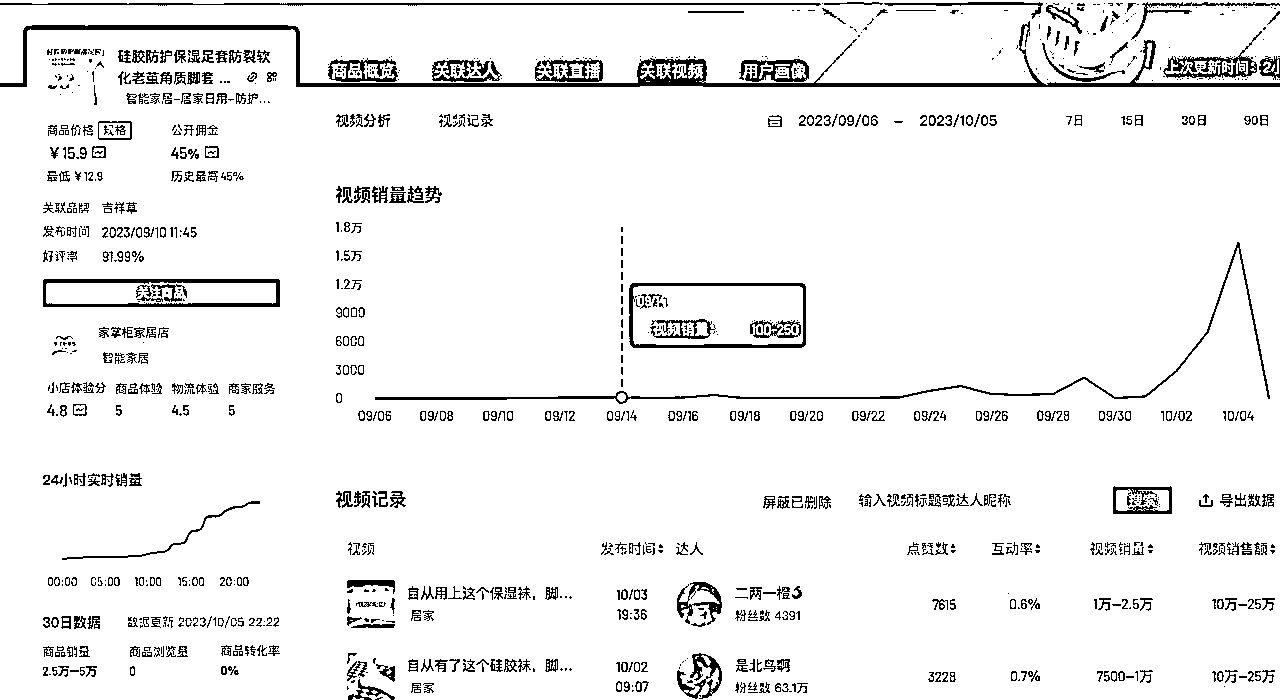 商品概览 关联达人 关联直播 关联视频 用户画像 上次更新时间:
硅胶防护保湿足套防裂软
化老茧角质脚套 ...
智能家居-居家日用-防护...
商品价格 规格 公开佣金
￥15.9 45%
最低 ￥12.9 历史最高 45%
关联品牌 吉祥草
发布时间 2023/09/10 11:45
好评率 91.99%
关注商品
家掌柜家居店
智能家居
小店体验分 商品体验 物流体验 商家服务
4.8 5 4.5 5
24小时实时销量
00:00 05:00 10:00 15:00 20:00
30日数据 数据更新 2023/10/05 22:22
商品销量 商品浏览量 商品转化率
2.5万-5万 0 0%
视频分析 视频记录 2023/09/06 – 2023/10/05 7日 15日 30日 90日
视频销量趋势
1.8万
1.5万
1.2万
9000
6000
3000
0
09/14
视频销量: 100-250
09/06 09/08 09/10 09/12 09/14 09/16 09/18 09/20 09/22 09/24 09/26 09/28 09/30 10/02 10/04
视频记录 屏蔽已删除 输入视频标题或达人昵称 搜索 导出数据
视频 发布时间 达人 点赞数 互动率 视频销量 视频销售额
自从用上这个保湿袜，脚... 10/03 二两一橙 7615 0.6% 1万-2.5万 10万-25万
居家 19:36 粉丝数 4391
自从有了这个硅胶袜，脚... 10/02 是北鸟啊 3228 0.7% 7500-1万 10万-25万
居家 09:07 粉丝数 63.1万